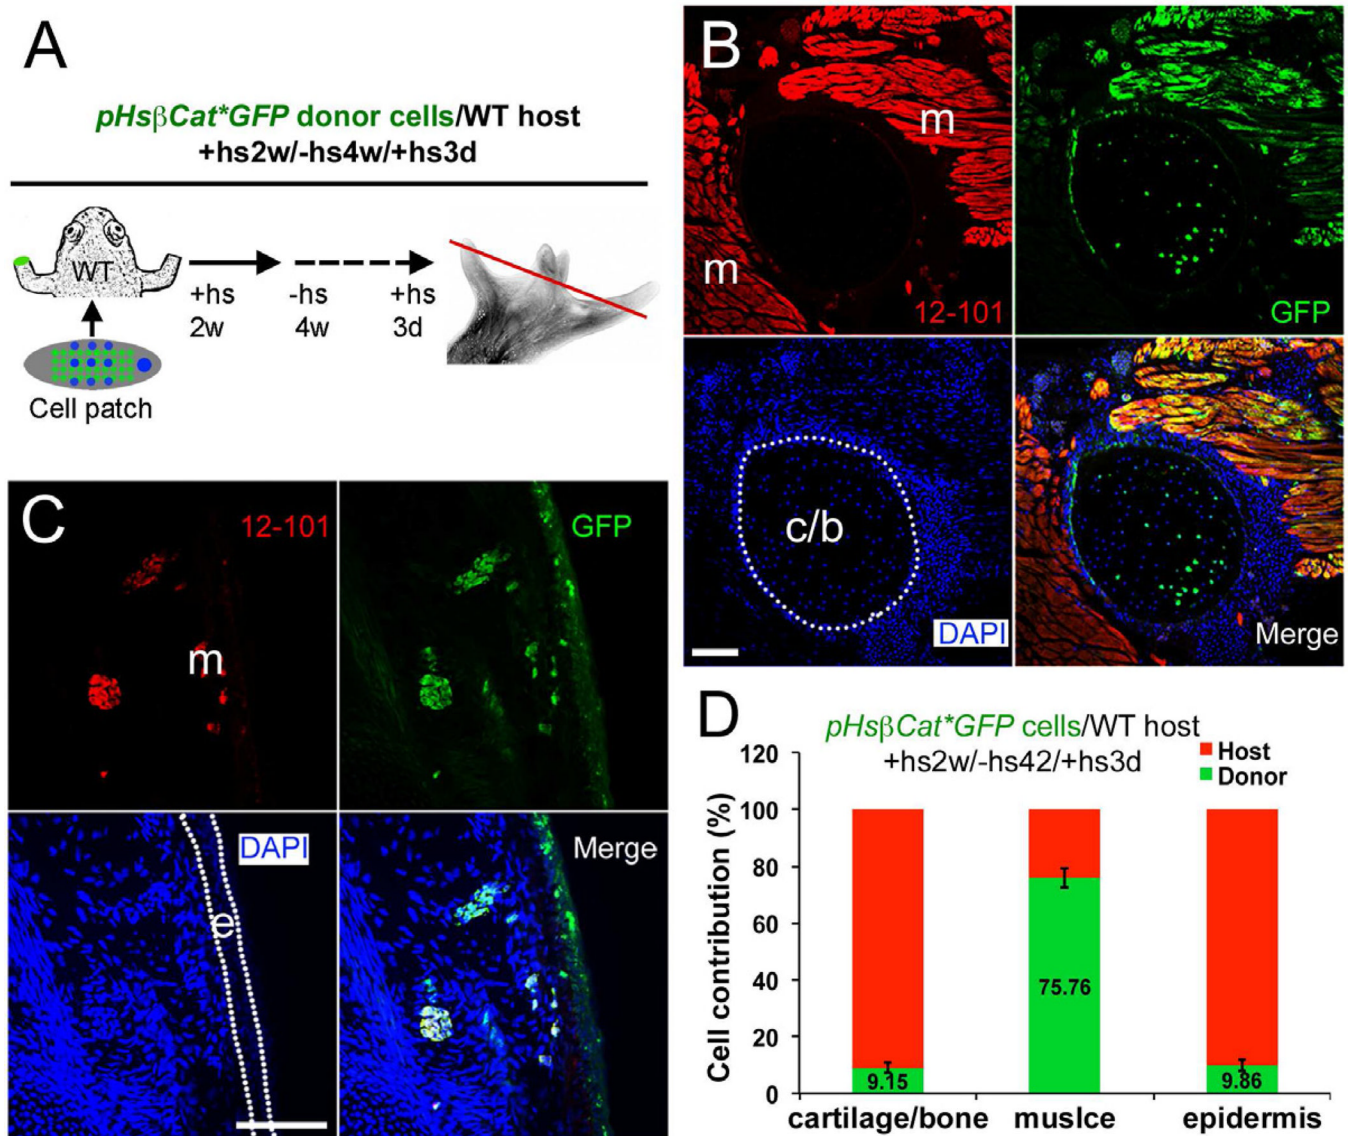 A
pHsβCat*GFP donor cells/WT host
+hs2w/-hs4w/+hs3d
WT
+hs -hs +hs
2w 4w 3d
Cell patch
B
m
m
12-101
GFP
c/b
DAPI
Merge
C
12-101
GFP
m
DAPI
Merge
e
D
pHsβCat*GFP cells/WT host
+hs2w/-hs42/+hs3d
Host
Donor
Cell contribution (%)
120
100
80
60
40
20
0
9.15
75.76
9.86
cartilage/bone muslce epidermis